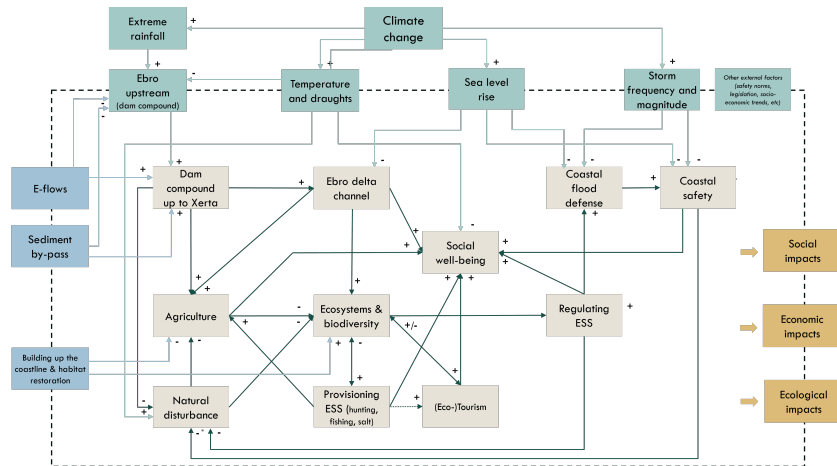 Extreme
rainfall
Climate
change
Ebro
upstream
(dam compound)
Temperature
and draughts
Sea level
rise
Storm
frequency and
magnitude
Other external factors
(safety norms,
legislation, socio-
economic trends, etc)
E-flows
Dam
compound
up to Xerta
Ebro delta
channel
Coastal
flood
defense
Coastal
safety
Sediment
by-pass
Social
well-being
Social
impacts
Agriculture
Ecosystems &
biodiversity
+/-
Regulating
ESS
Economic
impacts
Building up the
coastline & habitat
restoration
Natural
disturbance
Provisioning
ESS (hunting,
fishing, salt)
(Eco-)Tourism
Ecological
impacts